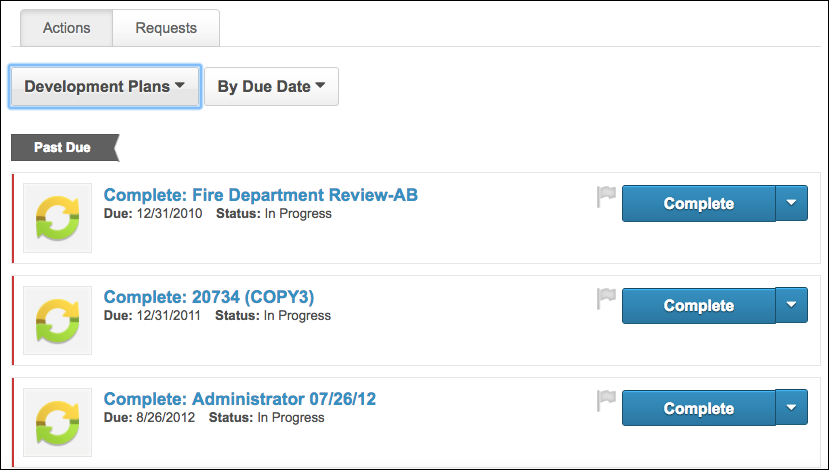 Actions Requests
Development Plans By Due Date
Past Due
Complete: Fire Department Review-AB
Due: 12/31/2010 Status: In Progress
Complete
Complete: 20734 (COPY3)
Due: 12/31/2011 Status: In Progress
Complete
Complete: Administrator 07/26/12
Due: 8/26/2012 Status: In Progress
Complete